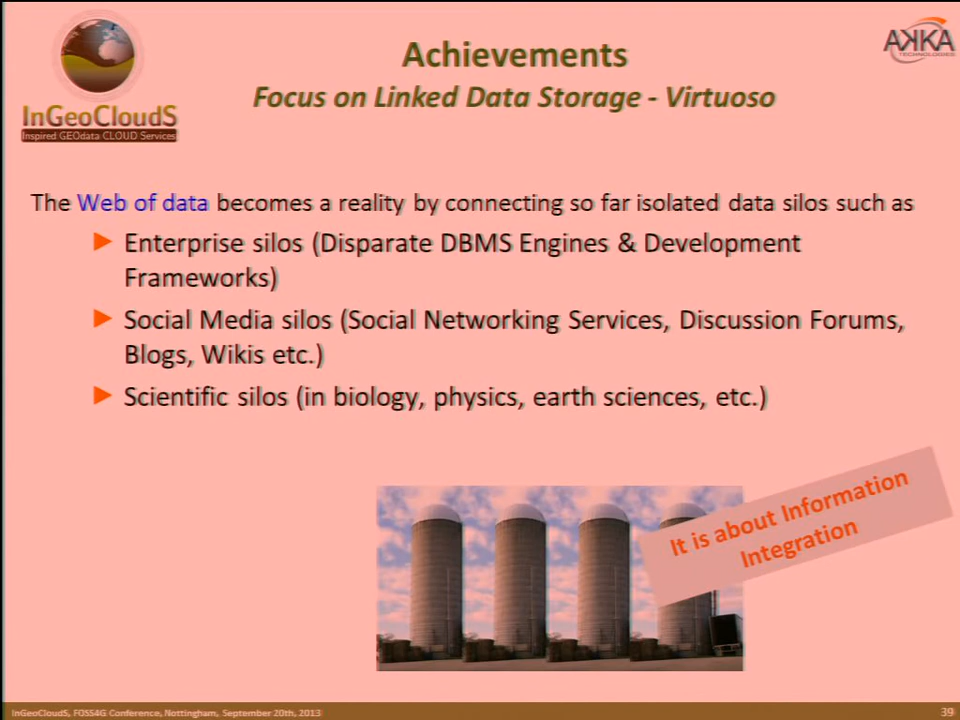 Achievements
Focus on Linked Data Storage - Virtuoso
InGeoCloudS
Inspired GEOdata CLOUD Services
AKKA
TECHNOLOGIES
The Web of data becomes a reality by connecting so far isolated data silos such as
Enterprise silos (Disparate DBMS Engines & Development
Frameworks)
Social Media silos (Social Networking Services, Discussion Forums,
Blogs, Wikis etc.)
Scientific silos (in biology, physics, earth sciences, etc.)
It is about Information
Integration
InGeoCloudS, FOSS4G Conference, Nottingham, September 20th, 2013
39